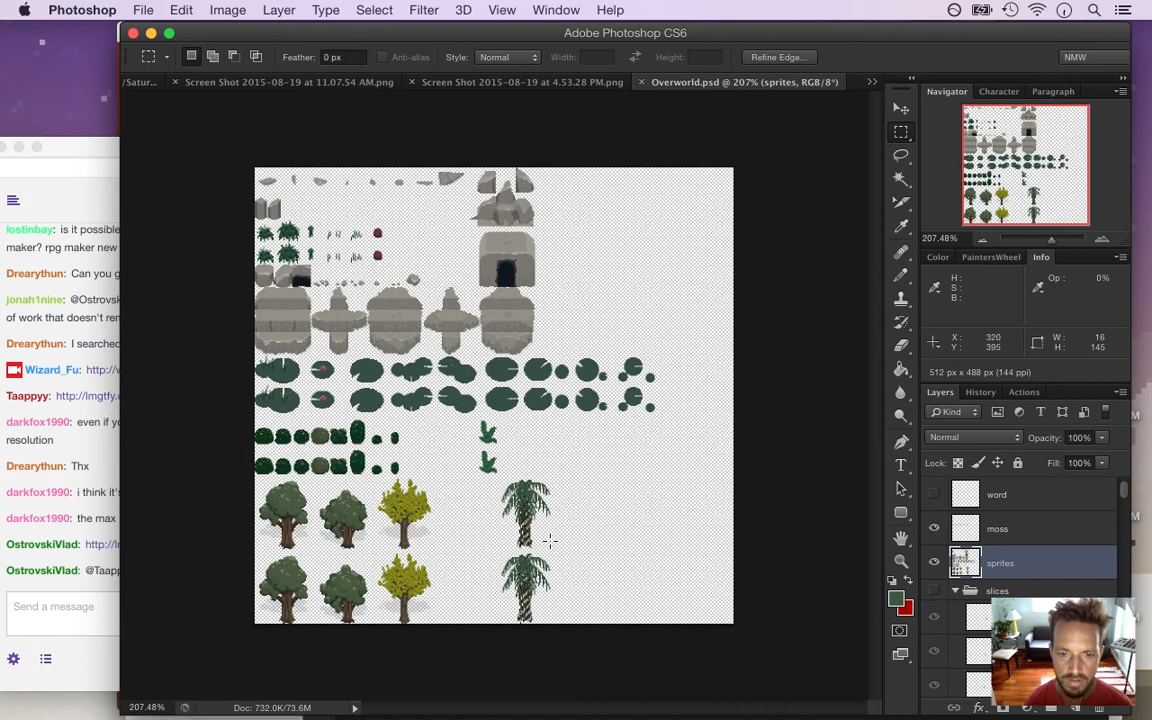 Photoshop File Edit Image Layer Type Select Filter 3D View Window Help
Adobe Photoshop CS6
Feather: 0 px Anti-alias Style: Normal Width: Height: Refine Edge... NMW
/Satur... × Screen Shot 2015-08-19 at 11.07.54 AM.png × Screen Shot 2015-08-19 at 4.53.28 PM.png × Overworld.psd @ 207% (sprites, RGB/8*)
Navigator Character Paragraph
207.48%
Color PaintersWheel Info
H: Op: 0%
S:
B:
X: 320 W: 16
Y: 395 H: 145
512 px x 488 px (144 ppi)
Layers History Actions
Kind
Normal Opacity: 100%
Lock: Fill: 100%
word
moss
sprites
slices
lostinbay: is it possible
maker? rpg maker new
Drearythun: Can you g
jonah1nine: @Ostrovsk
of work that doesn't ren
Drearythun: I searched
Wizard_Fu: http://w
Taappyy: http://lmgtfy.c
darkfox1990: even if yo
resolution
Drearythun: Thx
darkfox1990: i think it's
darkfox1990: the max
OstrovskiVlad: http://l
OstrovskiVlad: @Taap
Send a message
207.48% Doc: 732.0K/73.6M